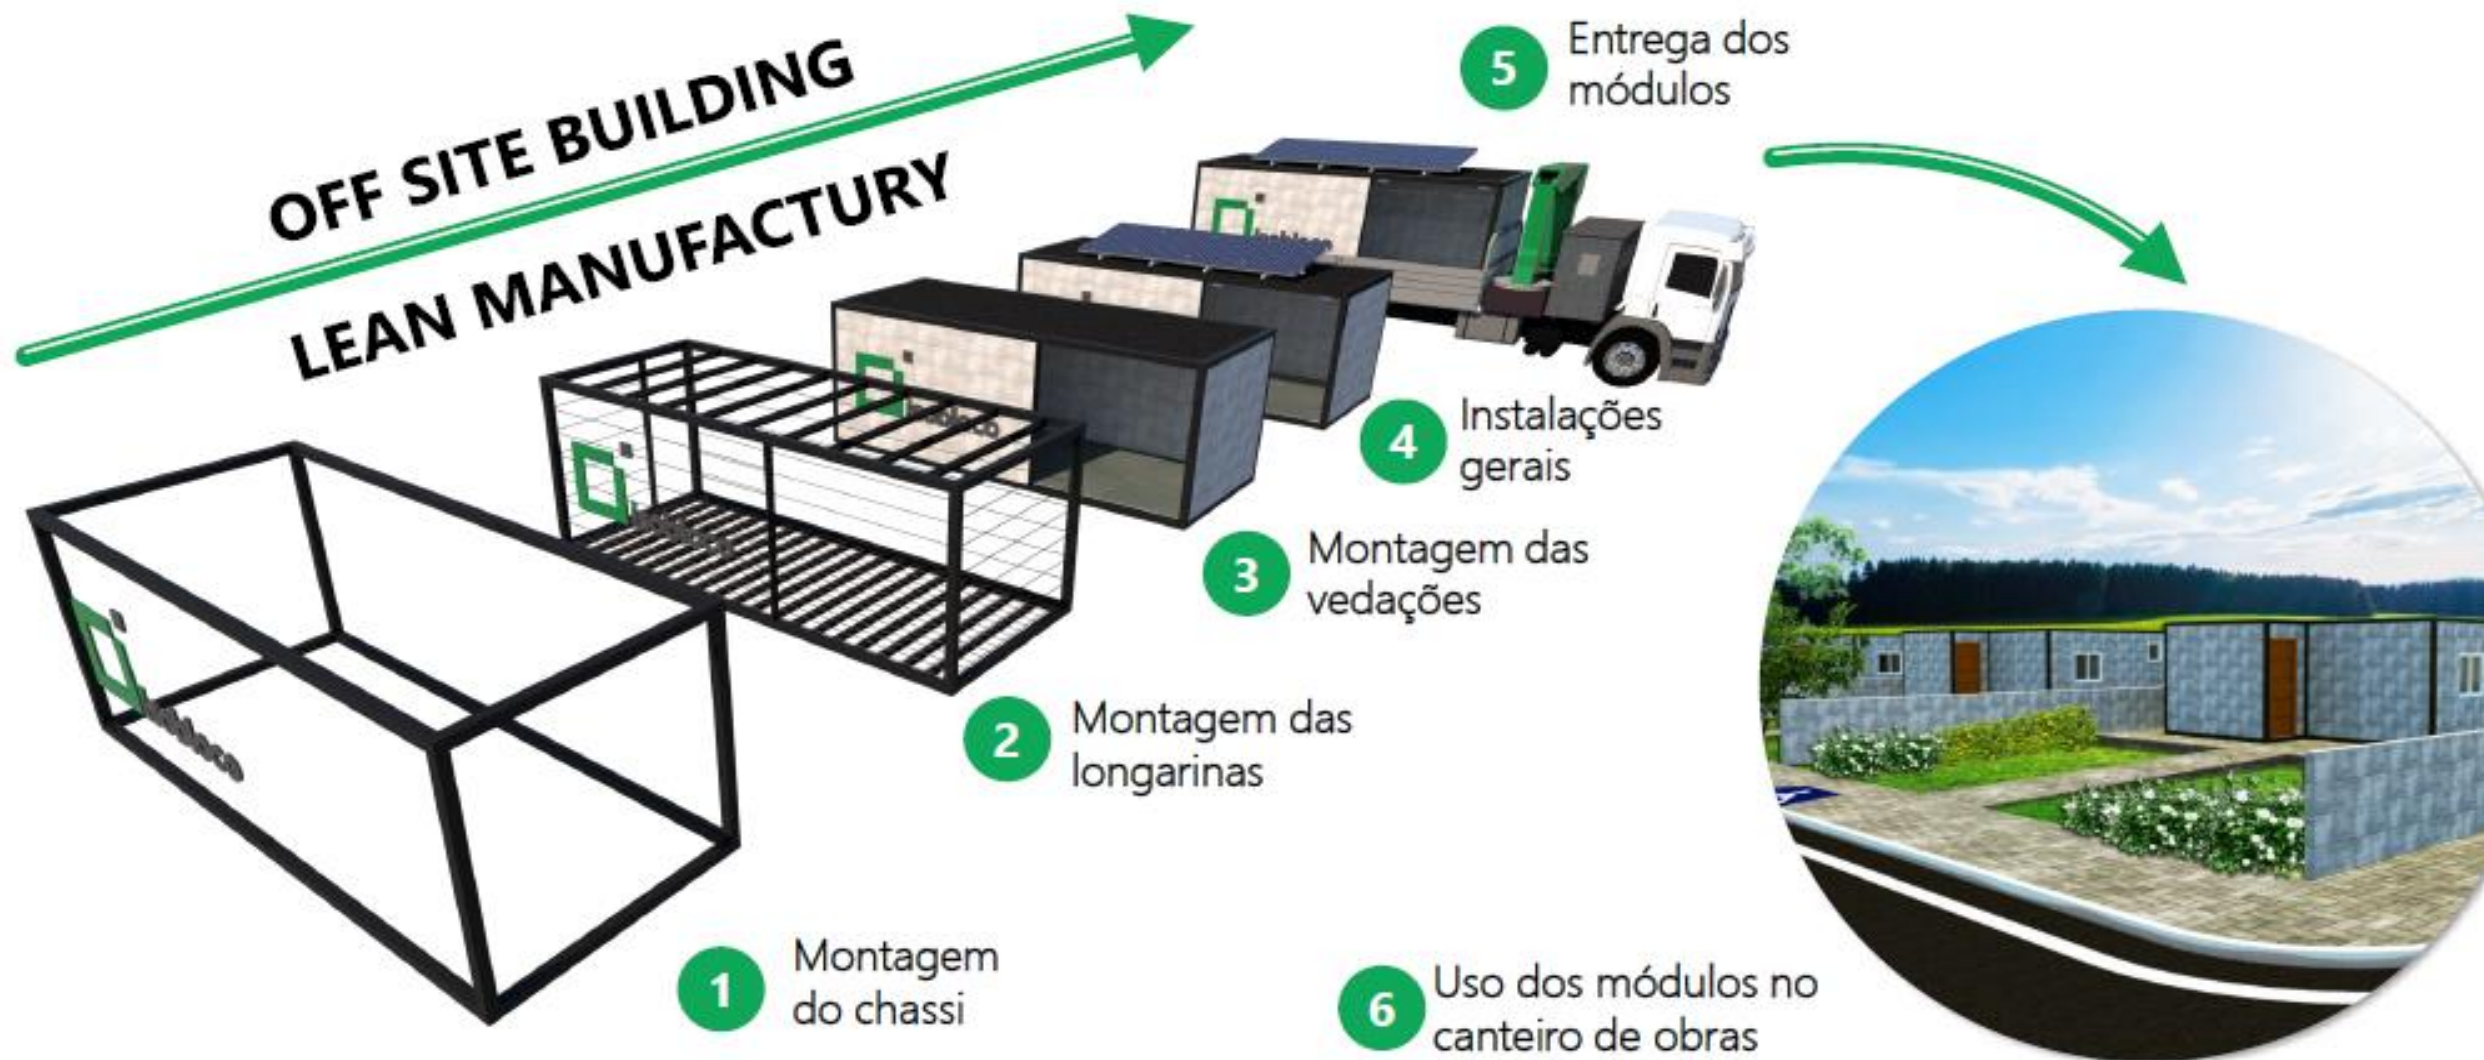 OFF SITE BUILDING
LEAN MANUFACTURY
5
Entrega dos
módulos
4
Instalações
gerais
3
Montagem das
vedações
2
Montagem das
longarinas
1
Montagem
do chassi
6
Uso dos módulos no
canteiro de obras